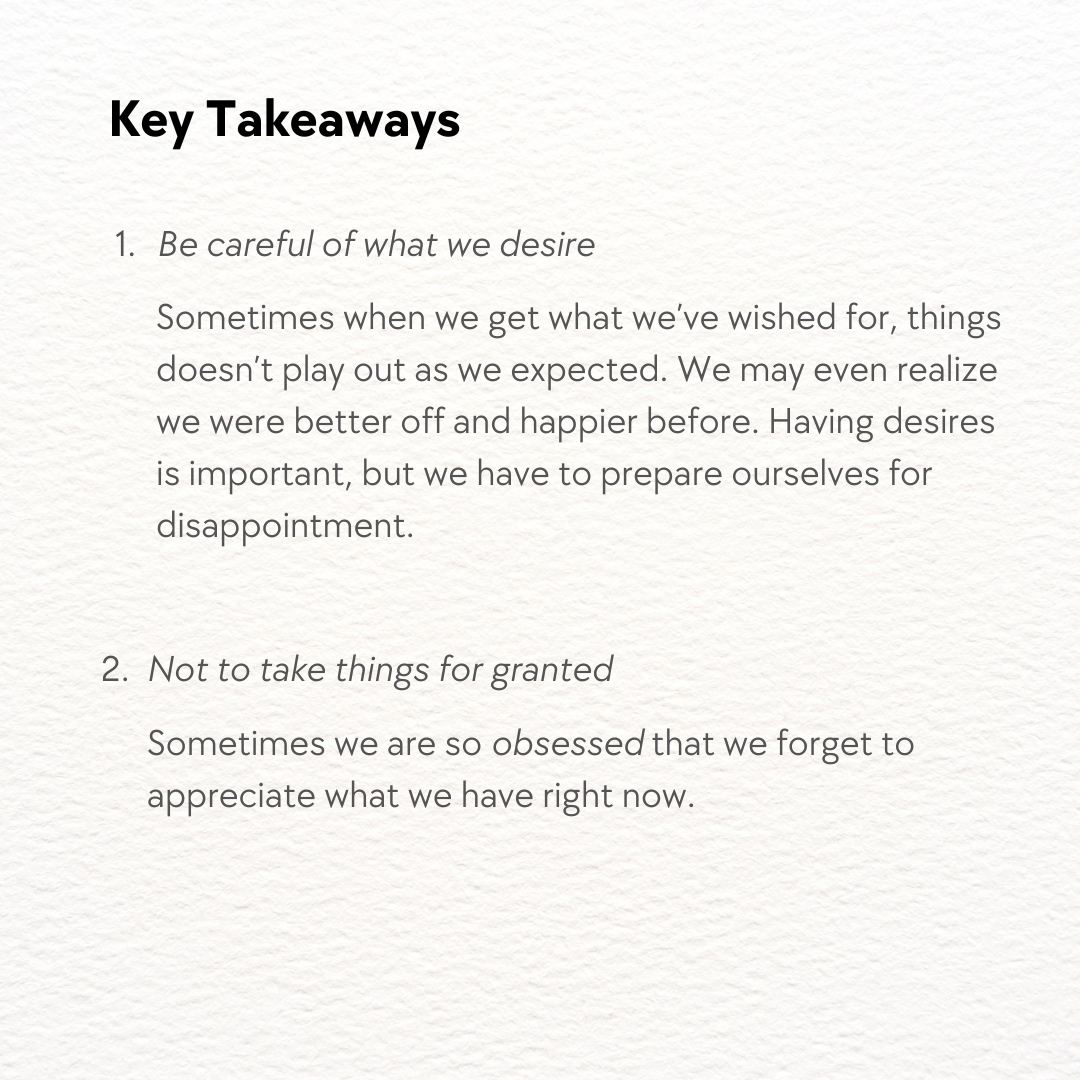 Key Takeaways
1. Be careful of what we desire
Sometimes when we get what we’ve wished for, things
doesn’t play out as we expected. We may even realize
we were better off and happier before. Having desires
is important, but we have to prepare ourselves for
disappointment.
2. Not to take things for granted
Sometimes we are so obsessed that we forget to
appreciate what we have right now.